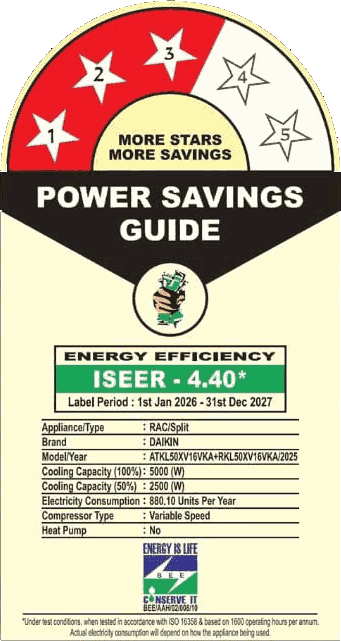 1 2 3 4 5
MORE STARS
MORE SAVINGS
POWER SAVINGS
GUIDE
ENERGY EFFICIENCY
ISEER - 4.40*
Label Period : 1st Jan 2026 - 31st Dec 2027
Appliance/Type : RAC/Split
Brand : DAIKIN
Model/Year : ATKL50XV16VKA+RKL50XV16VKA/2025
Cooling Capacity (100%) : 5000 (W)
Cooling Capacity (50%) : 2500 (W)
Electricity Consumption : 880.10 Units Per Year
Compressor Type : Variable Speed
Heat Pump : No
ENERGY IS LIFE
BEE
CONSERVE IT
BEE/AAH/02/008/10
*Under test conditions, when tested in accordance with ISO 16358 & based on 1600 operating hours per annum.
Actual electricity consumption will depend on how the appliance being used.